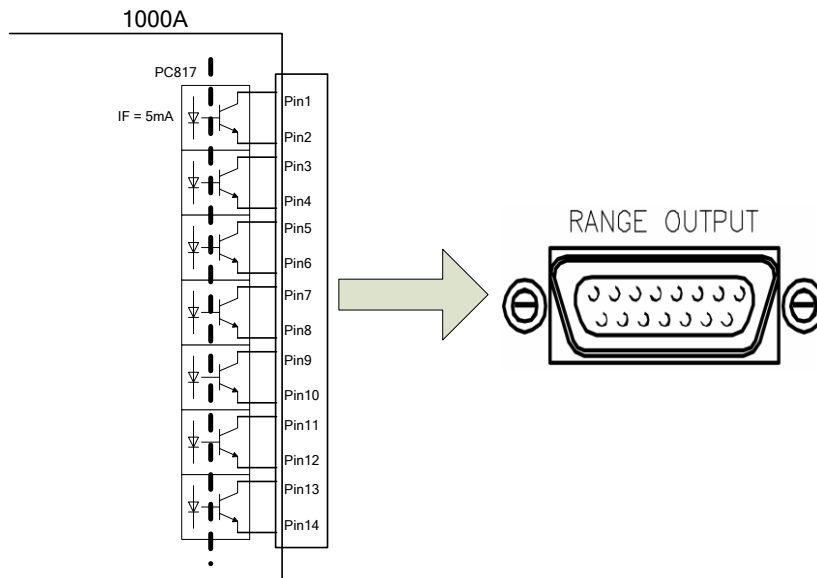 1000A
PC817
IF = 5mA
Pin1
Pin2
Pin3
Pin4
Pin5
Pin6
Pin7
Pin8
Pin9
Pin10
Pin11
Pin12
Pin13
Pin14
RANGE OUTPUT